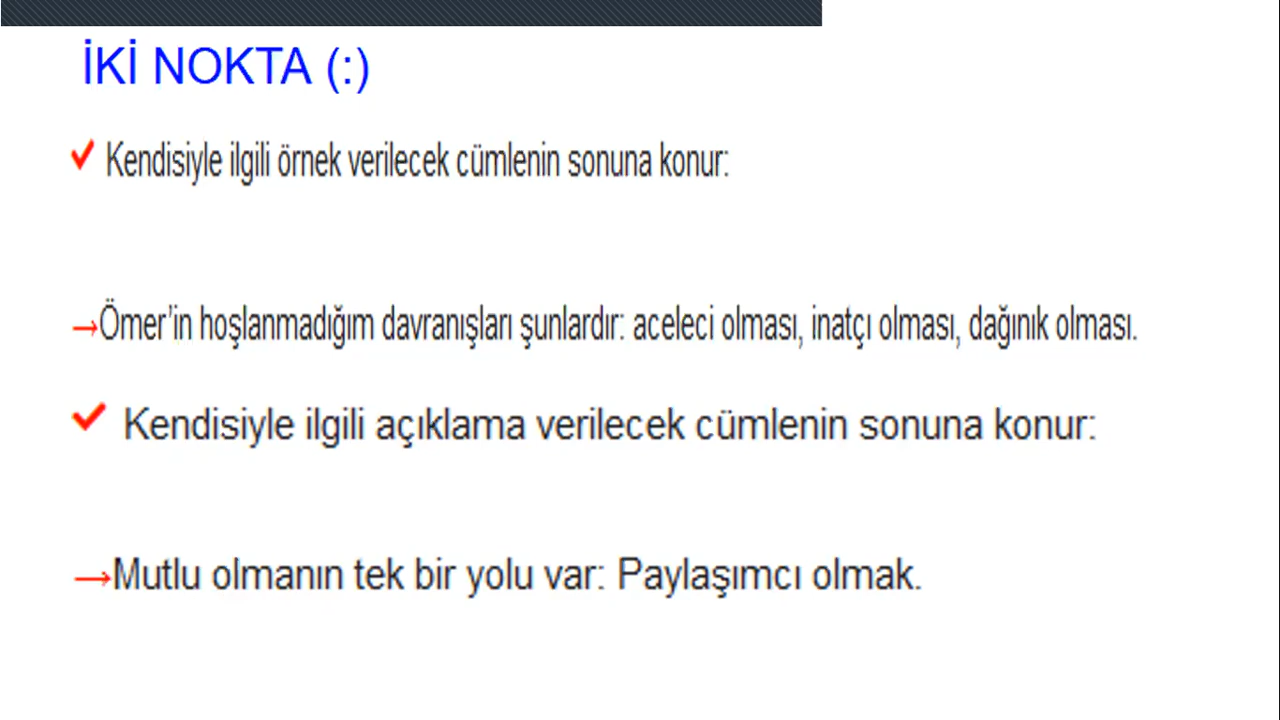 İKİ NOKTA (:)
✓ Kendisiyle ilgili örnek verilecek cümlenin sonuna konur:
→Ömer’in hoşlanmadığım davranışları şunlardır: aceleci olması, inatçı olması, dağınık olması.
✓ Kendisiyle ilgili açıklama verilecek cümlenin sonuna konur:
→Mutlu olmanın tek bir yolu var: Paylaşımcı olmak.